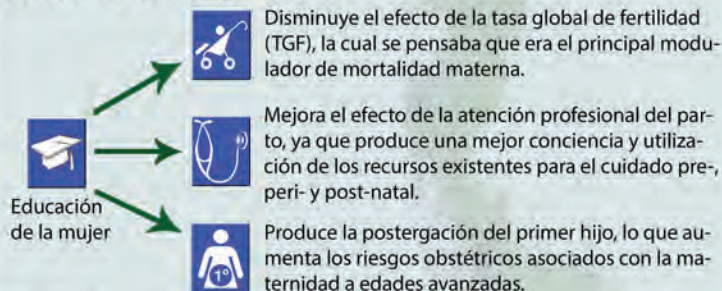 Disminuye el efecto de la tasa global de fertilidad
(TGF), la cual se pensaba que era el principal modu-
lador de mortalidad materna.
Mejora el efecto de la atención profesional del par-
to, ya que produce una mejor conciencia y utiliza-
ción de los recursos existentes para el cuidado pre-,
peri- y post-natal.
Educación
de la mujer
Produce la postergación del primer hijo, lo que au-
menta los riesgos obstétricos asociados con la ma-
ternidad a edades avanzadas.
1º